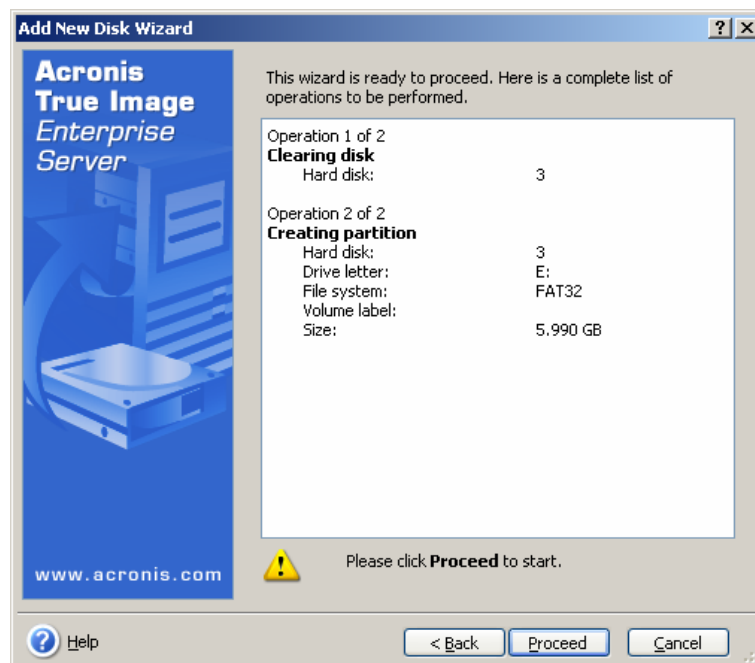 Add New Disk Wizard
Acronis
True Image
Enterprise
Server
This wizard is ready to proceed. Here is a complete list of
operations to be performed.
Operation 1 of 2
Clearing disk
Hard disk: 3
Operation 2 of 2
Creating partition
Hard disk: 3
Drive letter: E:
File system: FAT32
Volume label:
Size: 5.990 GB
www.acronis.com
Please click Proceed to start.
Help
< Back
Proceed
Cancel